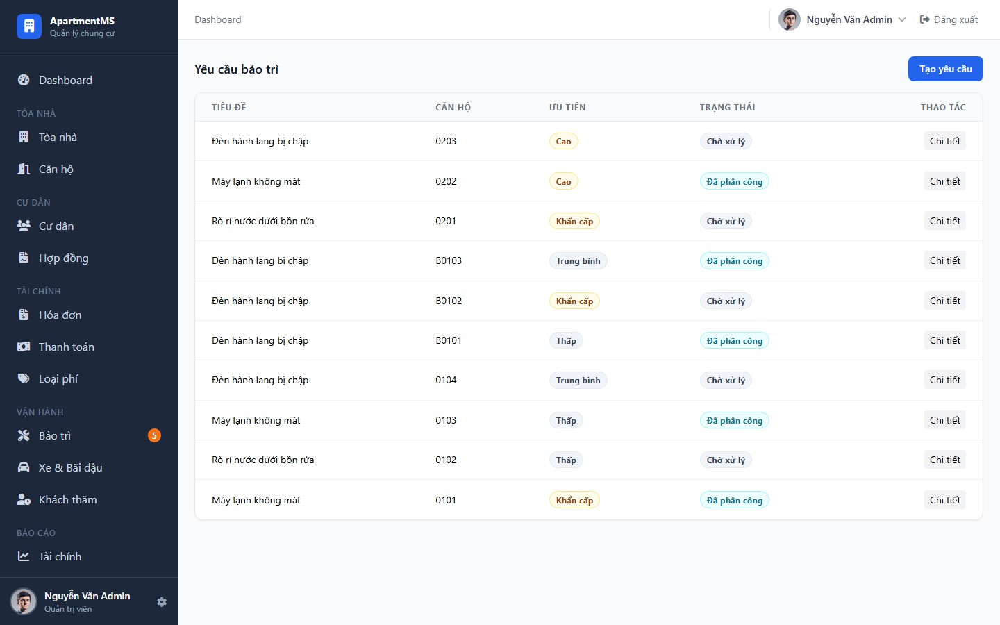 ApartmentMS
Quản lý chung cư
Dashboard
TÒA NHÀ
Tòa nhà
Căn hộ
CƯ DÂN
Cư dân
Hợp đồng
TÀI CHÍNH
Hóa đơn
Thanh toán
Loại phí
VẬN HÀNH
Bảo trì 5
Xe & Bãi đậu
Khách thăm
BÁO CÁO
Tài chính
Nguyễn Văn Admin
Quản trị viên
Dashboard Nguyễn Văn Admin Đăng xuất
Yêu cầu bảo trì Tạo yêu cầu
TIÊU ĐỀ CĂN HỘ ƯU TIÊN TRẠNG THÁI THAO TÁC
Đèn hành lang bị chập 0203 Cao Chờ xử lý Chi tiết
Máy lạnh không mát 0202 Cao Đã phân công Chi tiết
Rò rỉ nước dưới bồn rửa 0201 Khẩn cấp Chờ xử lý Chi tiết
Đèn hành lang bị chập B0103 Trung bình Đã phân công Chi tiết
Đèn hành lang bị chập B0102 Khẩn cấp Chờ xử lý Chi tiết
Đèn hành lang bị chập B0101 Thấp Đã phân công Chi tiết
Đèn hành lang bị chập 0104 Trung bình Chờ xử lý Chi tiết
Máy lạnh không mát 0103 Thấp Đã phân công Chi tiết
Rò rỉ nước dưới bồn rửa 0102 Thấp Chờ xử lý Chi tiết
Máy lạnh không mát 0101 Khẩn cấp Đã phân công Chi tiết